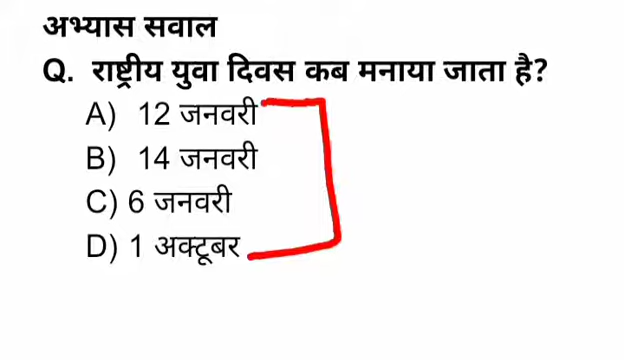 अभ्यास सवाल
Q. राष्ट्रीय युवा दिवस कब मनाया जाता है?
A) 12 जनवरी
B) 14 जनवरी
C) 6 जनवरी
D) 1 अक्टूबर